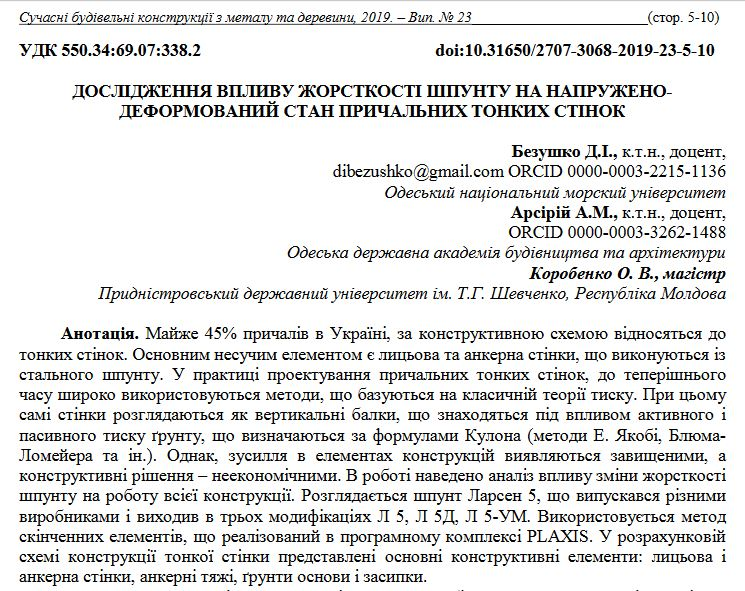 Сучасні будівельні конструкції з металу та деревини, 2019. – Вип. № 23 (стор. 5-10)
УДК 550.34:69.07:338.2 doi:10.31650/2707-3068-2019-23-5-10
ДОСЛІДЖЕННЯ ВПЛИВУ ЖОРСТКОСТІ ШПУНТУ НА НАПРУЖЕНО-
ДЕФОРМОВАНИЙ СТАН ПРИЧАЛЬНИХ ТОНКИХ СТІНОК
Безушко Д.І., к.т.н., доцент,
dibezushko@gmail.com ORCID 0000-0003-2215-1136
Одеський національний морский університет
Арсірій А.М., к.т.н., доцент,
ORCID 0000-0003-3262-1488
Одеська державна академія будівництва та архітектури
Коробенко О. В., магістр
Придністровський державний університет ім. Т.Г. Шевченко, Республіка Молдова
Анотація. Майже 45% причалів в Україні, за конструктивною схемою відносяться до
тонких стінок. Основним несучим елементом є лицьова та анкерна стінки, що виконуються із
стального шпунту. У практиці проектування причальних тонких стінок, до теперішнього
часу широко використовуються методи, що базуються на класичній теорії тиску. При цьому
самі стінки розглядаються як вертикальні балки, що знаходяться під впливом активного і
пасивного тиску ґрунту, що визначаються за формулами Кулона (методи Е. Якобі, Блюма-
Ломейера та ін.). Однак, зусилля в елементах конструкцій виявляються завищеними, а
конструктивні рішення – неекономічними. В роботі наведено аналіз впливу зміни жорсткості
шпунту на роботу всієї конструкції. Розглядається шпунт Ларсен 5, що випускався різними
виробниками і виходив в трьох модифікаціях Л 5, Л 5Д, Л 5-УМ. Використовується метод
скінченних елементів, що реалізований в програмному комплексі PLAXIS. У розрахунковій
схемі конструкції тонкої стінки представлені основні конструктивні елементи: лицьова і
анкерна стінки, анкерні тяжі, ґрунти основи і засипки.